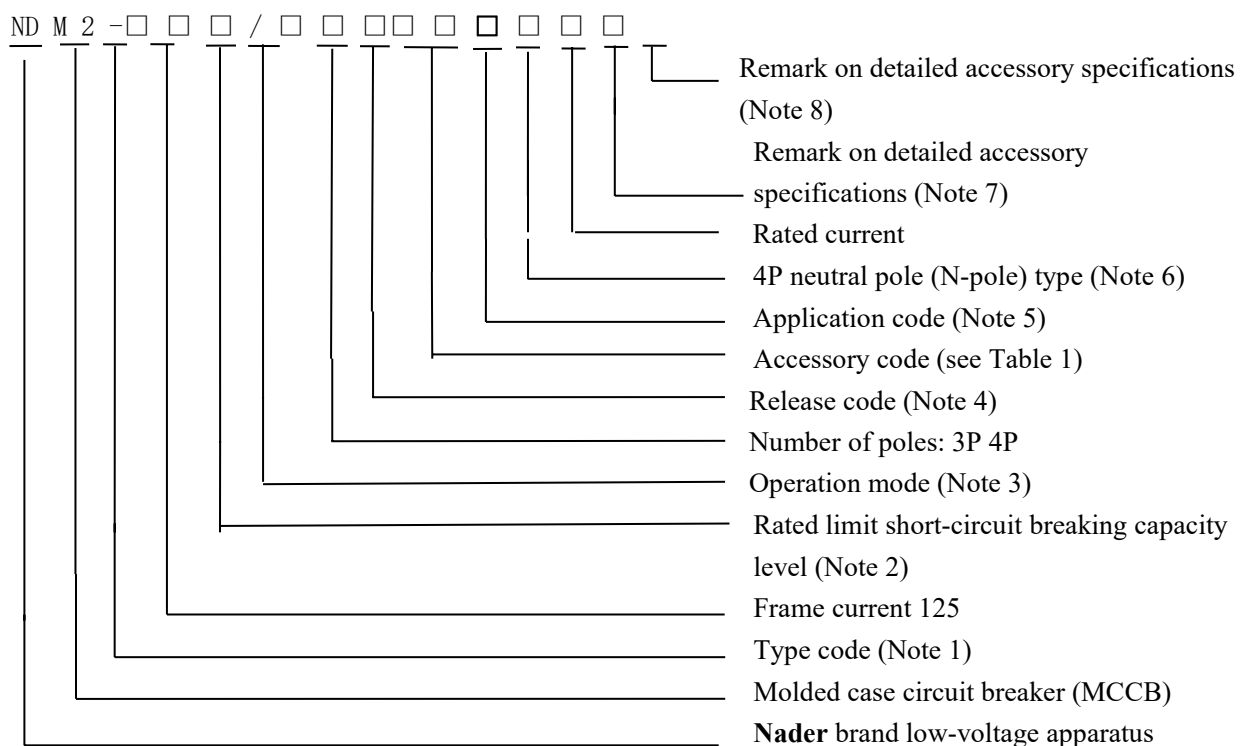 ND M 2 -□ □ □ / □ □ □□ □ □ □ □ □
Remark on detailed accessory specifications
(Note 8)
Remark on detailed accessory
specifications (Note 7)
Rated current
4P neutral pole (N-pole) type (Note 6)
Application code (Note 5)
Accessory code (see Table 1)
Release code (Note 4)
Number of poles: 3P 4P
Operation mode (Note 3)
Rated limit short-circuit breaking capacity
level (Note 2)
Frame current 125
Type code (Note 1)
Molded case circuit breaker (MCCB)
Nader brand low-voltage apparatus